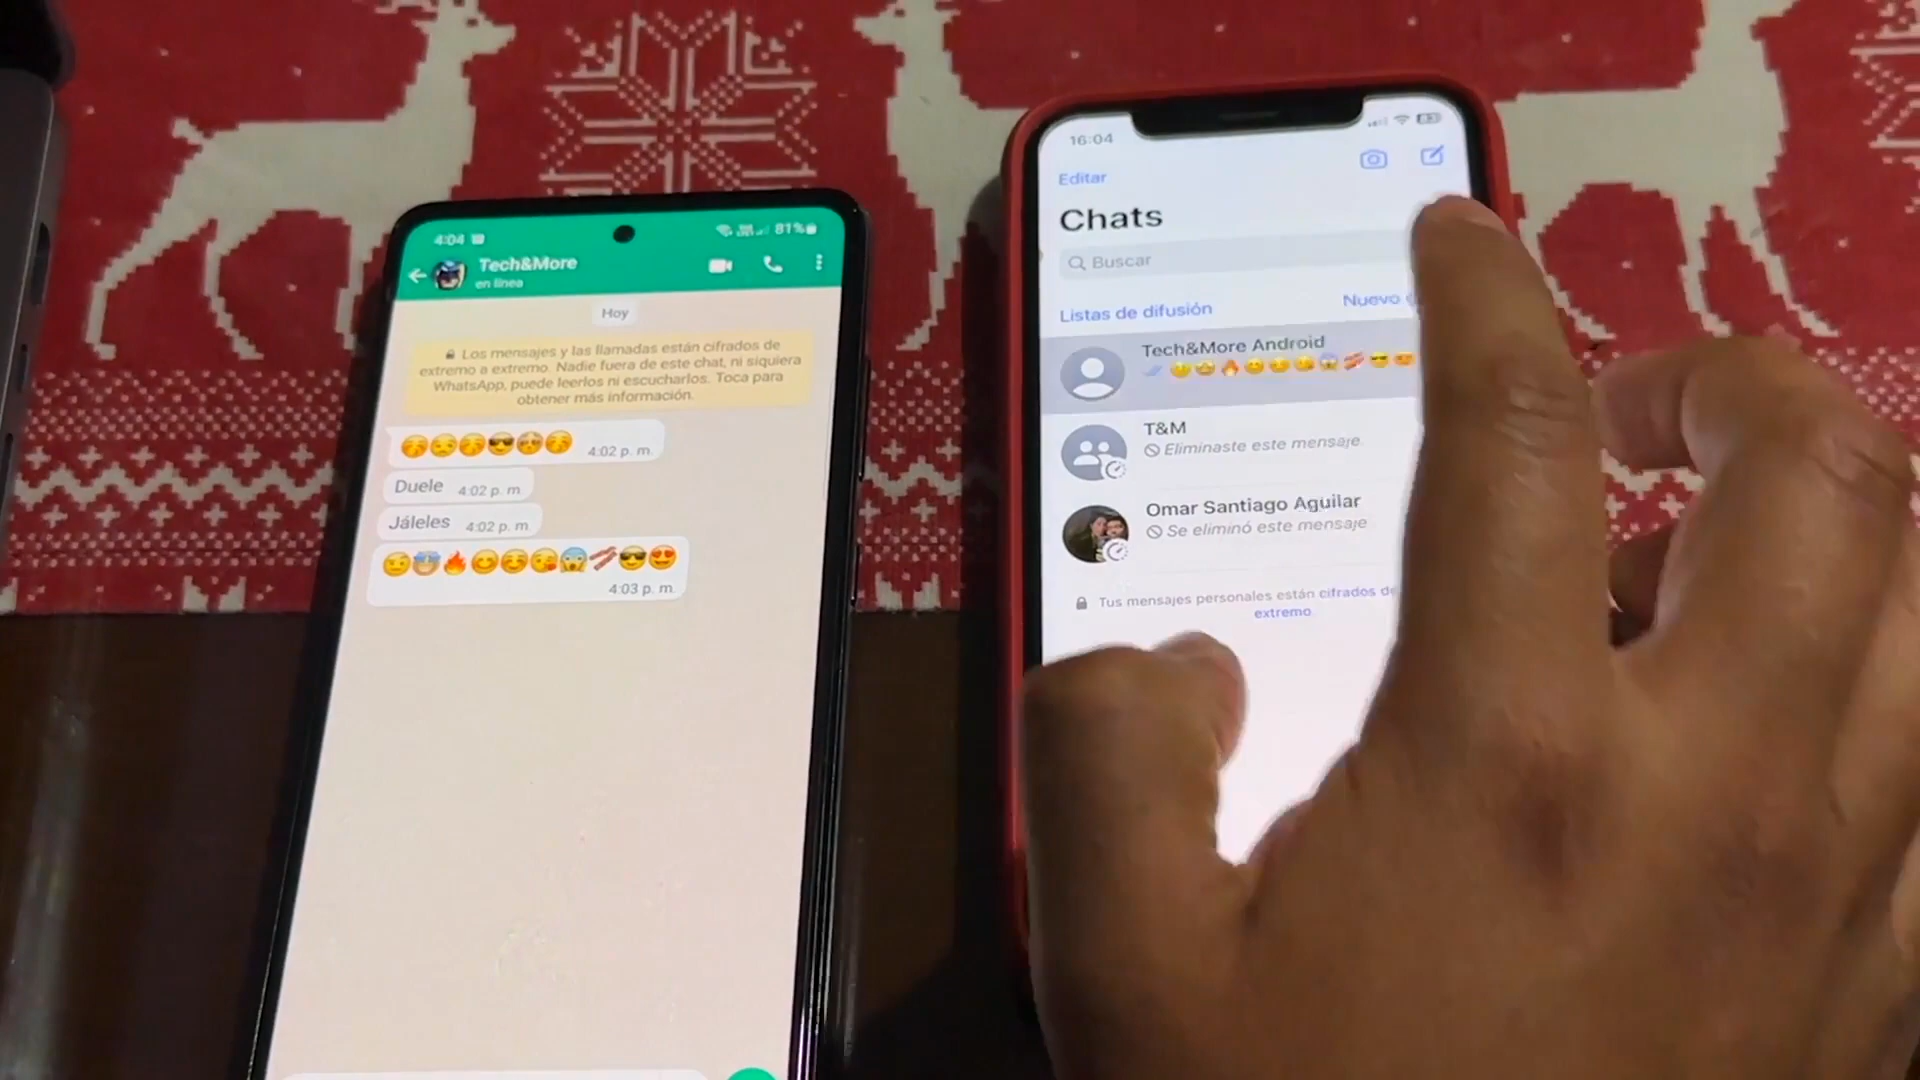 4:04
81%
Tech&More
en línea
Hoy
Los mensajes y las llamadas están cifrados de
extremo a extremo. Nadie fuera de este chat, ni siquiera
WhatsApp, puede leerlos ni escucharlos. Toca para
obtener más información.
😚😒😚😎🤩😚 4:02 p. m.
Duele 4:02 p. m.
Jáleles 4:02 p. m.
😉🤠🔥😊☺️😘😱🥓😎😍
4:03 p. m.
16:04
Editar
Chats
Buscar
Listas de difusión
Nuevo
Tech&More Android
T&M
Eliminaste este mensaje.
Omar Santiago Aguilar
Se eliminó este mensaje
Tus mensajes personales están cifrados de
extremo